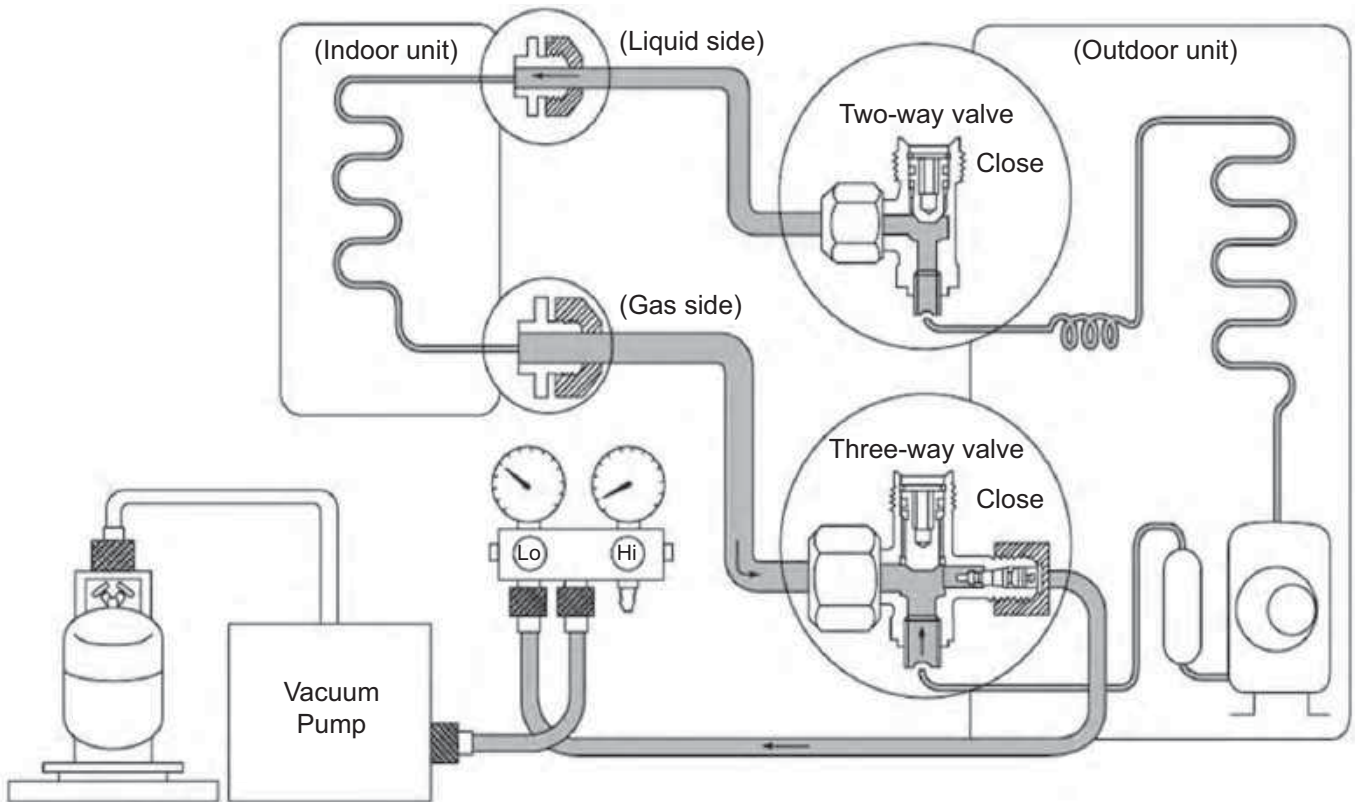 (Indoor unit)
(Liquid side)
(Outdoor unit)
Two-way valve
Close
(Gas side)
Three-way valve
Close
Lo
Hi
Vacuum
Pump